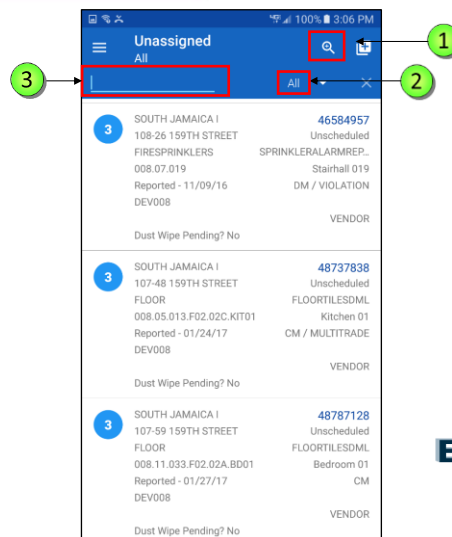 4G 100% 3:06 PM
Unassigned
All
1
3
All
2
3
SOUTH JAMAICA I 46584957
108-26 159TH STREET Unscheduled
FIRESPRINKLERS SPRINKLERALARMREP...
008.07.019 Stairhall 019
Reported - 11/09/16 DM / VIOLATION
DEV008
VENDOR
Dust Wipe Pending? No
3
SOUTH JAMAICA I 48737838
107-48 159TH STREET Unscheduled
FLOOR FLOORTILESDML
008.05.013.F02.02C.KIT01 Kitchen 01
Reported - 01/24/17 CM / MULTITRADE
DEV008
VENDOR
Dust Wipe Pending? No
3
SOUTH JAMAICA I 48787128
107-59 159TH STREET Unscheduled
FLOOR FLOORTILESDML
008.11.033.F02.02A.BD01 Bedroom 01
Reported - 01/27/17 CM
DEV008
VENDOR
Dust Wipe Pending? No